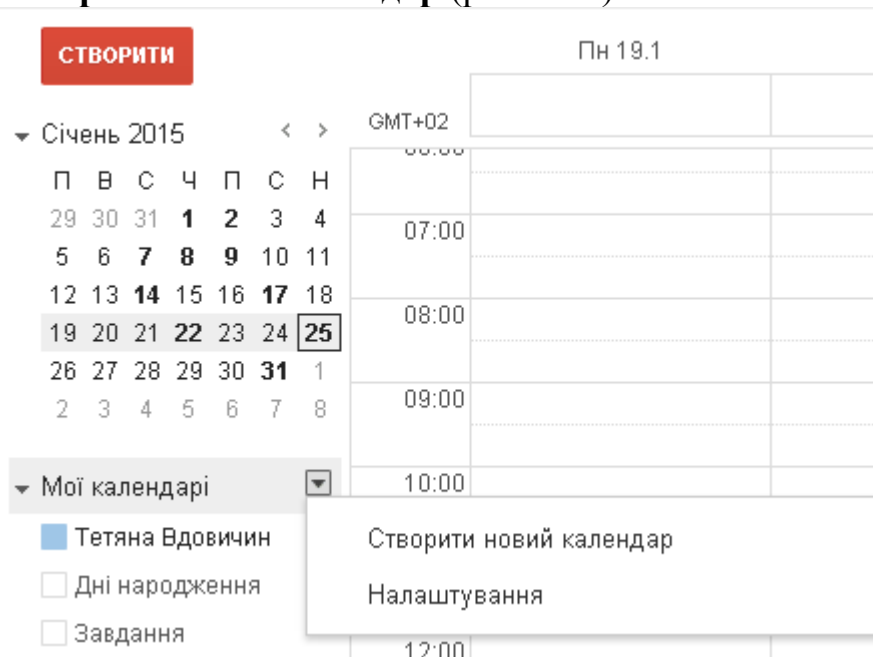 СТВОРИТИ
Пн 19.1
GMT+02
Січень 2015 < >
П В С Ч П С Н
29 30 31 1 2 3 4
5 6 7 8 9 10 11
12 13 14 15 16 17 18
19 20 21 22 23 24 25
26 27 28 29 30 31 1
2 3 4 5 6 7 8
07:00
08:00
09:00
10:00
Мої календарі
Тетяна Вдовичин
Дні народження
Завдання
Створити новий календар
Налаштування
12:00